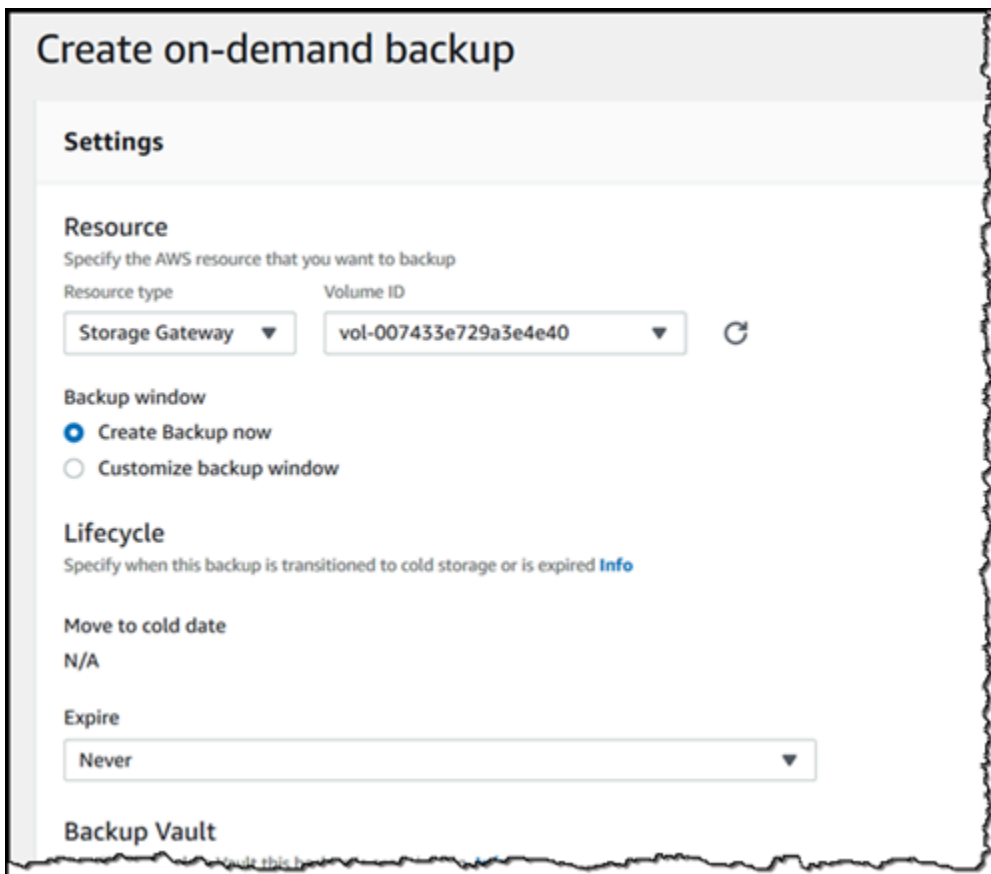 Create on-demand backup
Settings
Resource
Specify the AWS resource that you want to backup
Resource type Volume ID
Storage Gateway vol-007433e729a3e4e40
Backup window
Create Backup now
Customize backup window
Lifecycle
Specify when this backup is transitioned to cold storage or is expired Info
Move to cold date
N/A
Expire
Never
Backup Vault
Vault this